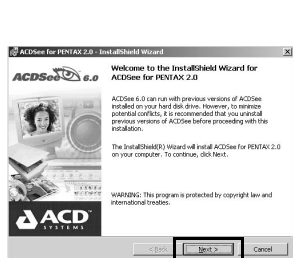 ACDSee for PENTAX 2.0 - InstallShield Wizard
ACDSee 6.0
Welcome to the InstallShield Wizard for
ACDSee for PENTAX 2.0
ACDSee 6.0 can run with previous versions of ACDSee
installed on your hard drive. However, to minimize
potential conflicts, it is recommended that you uninstall
previous versions of ACDSee before proceeding with this
installation.
The InstallShield(R) Wizard will install ACDSee for PENTAX 2.0
on your computer. To continue, click Next.
WARNING: This program is protected by copyright law and
international treaties.
ACD
SYSTEMS
< Back
Next >
Cancel